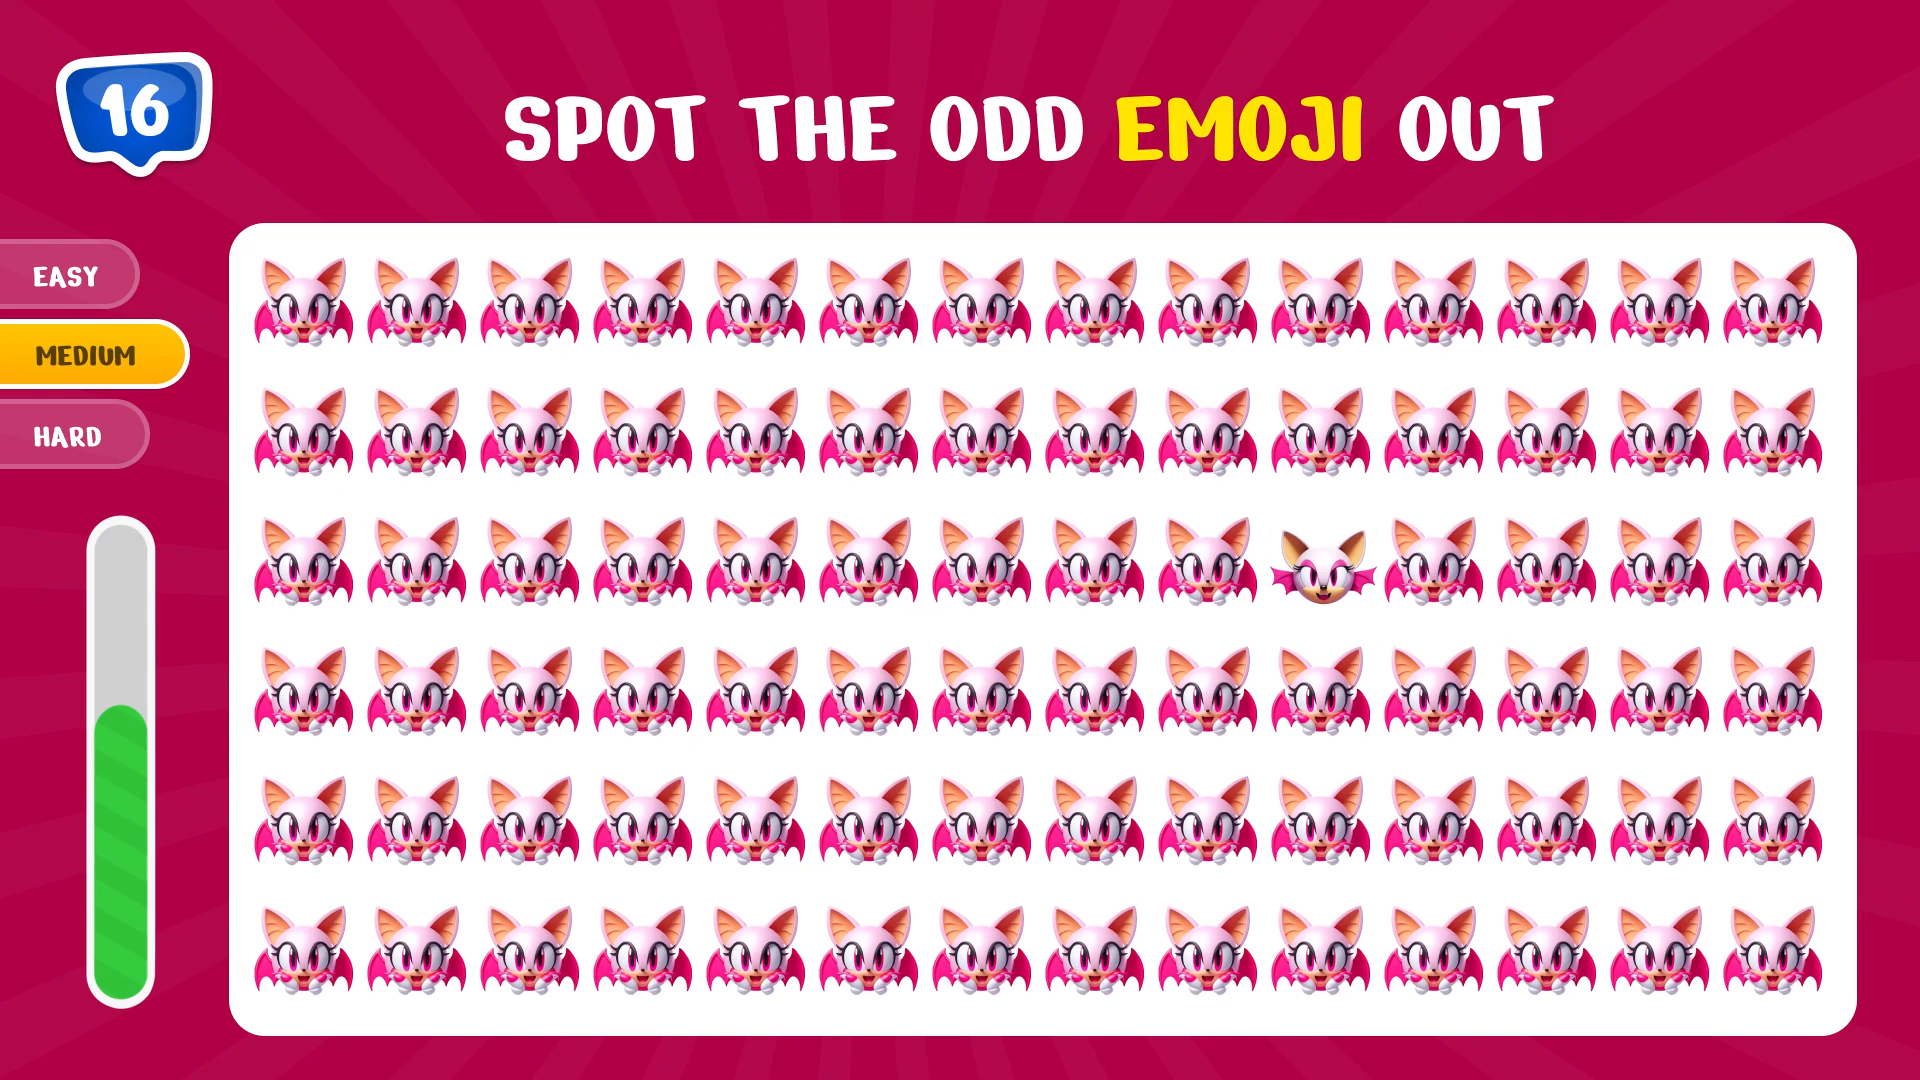 16
SPOT THE ODD EMOJI OUT
EASY
MEDIUM
HARD